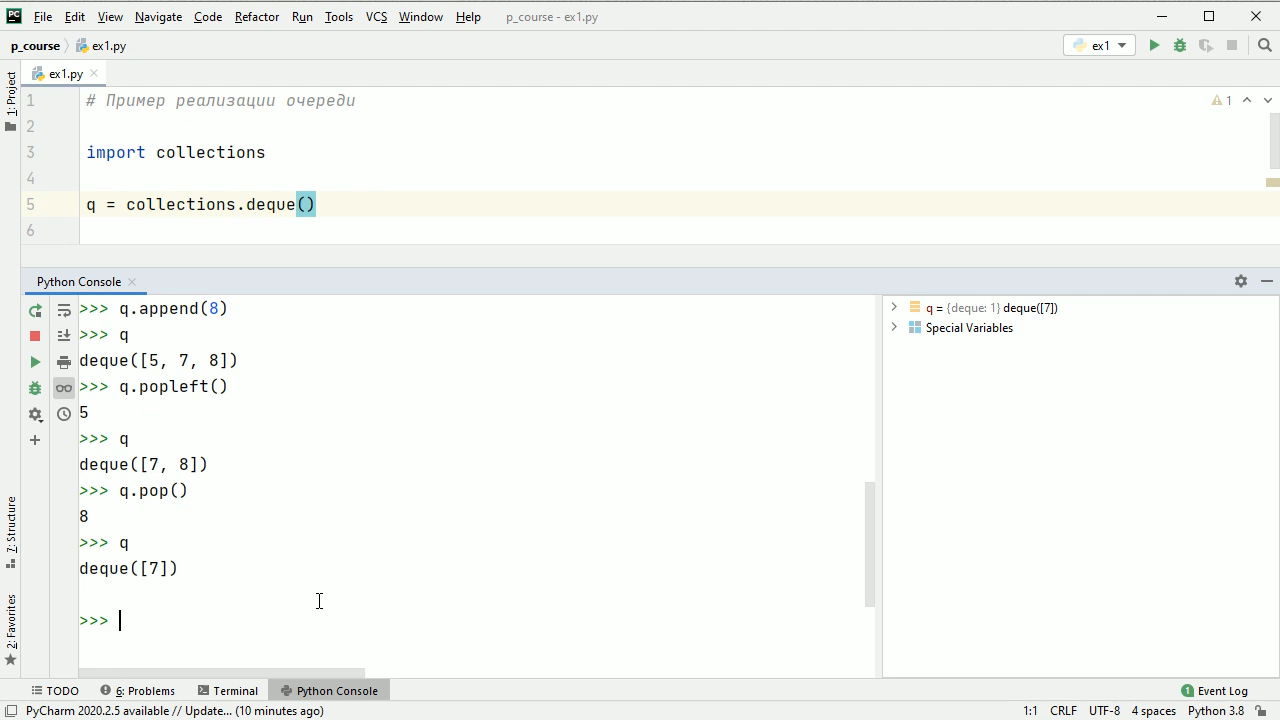 PC File Edit View Navigate Code Refactor Run Tools VCS Window Help p_course - ex1.py
p_course ex1.py ex1
1: Project
ex1.py
1 # Пример реализации очереди 1
2
3 import collections
4
5 q = collections.deque()
6
Python Console
>>> q.append(8)
>>> q
deque([5, 7, 8])
>>> q.popleft()
5
>>> q
deque([7, 8])
>>> q.pop()
8
>>> q
deque([7])
>>>
q = {deque: 1} deque([7])
Special Variables
7: Structure
2: Favorites
TODO 6: Problems Terminal Python Console 1 Event Log
PyCharm 2020.2.5 available // Update... (10 minutes ago) 1:1 CRLF UTF-8 4 spaces Python 3.8